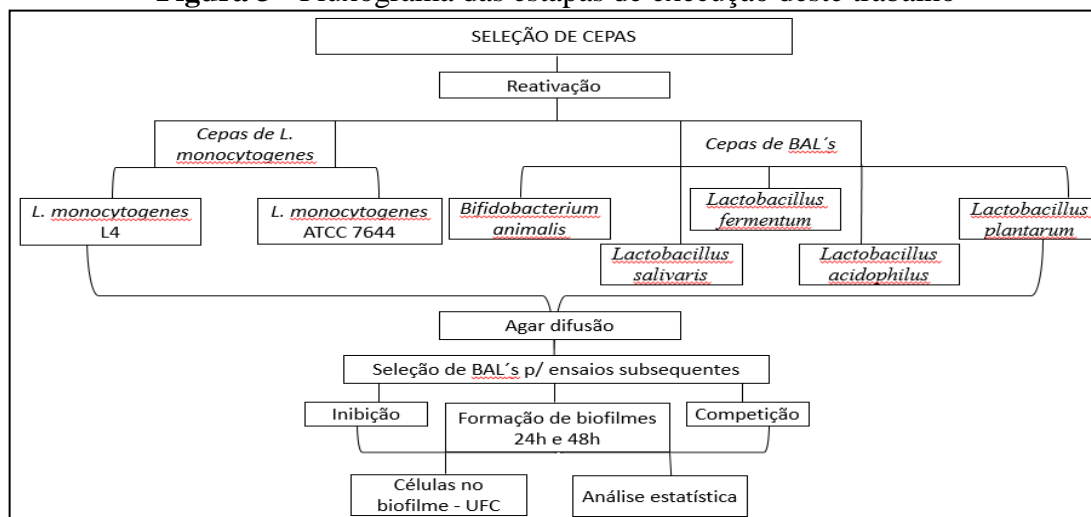 Figura 3 - Fluxograma das estapas de execução deste trabalho
SELEÇÃO DE CEPAS
Reativação
Cepas de L.
monocytogenes
Cepas de BAL´s
L. monocytogenes
L4
L. monocytogenes
ATCC 7644
Bifidobacterium
animalis
Lactobacillus
fermentum
Lactobacillus
plantarum
Lactobacillus
salivaris
Lactobacillus
acidophilus
Agar difusão
Seleção de BAL´s p/ ensaios subsequentes
Inibição
Formação de biofilmes
24h e 48h
Competição
Células no
biofilme - UFC
Análise estatística